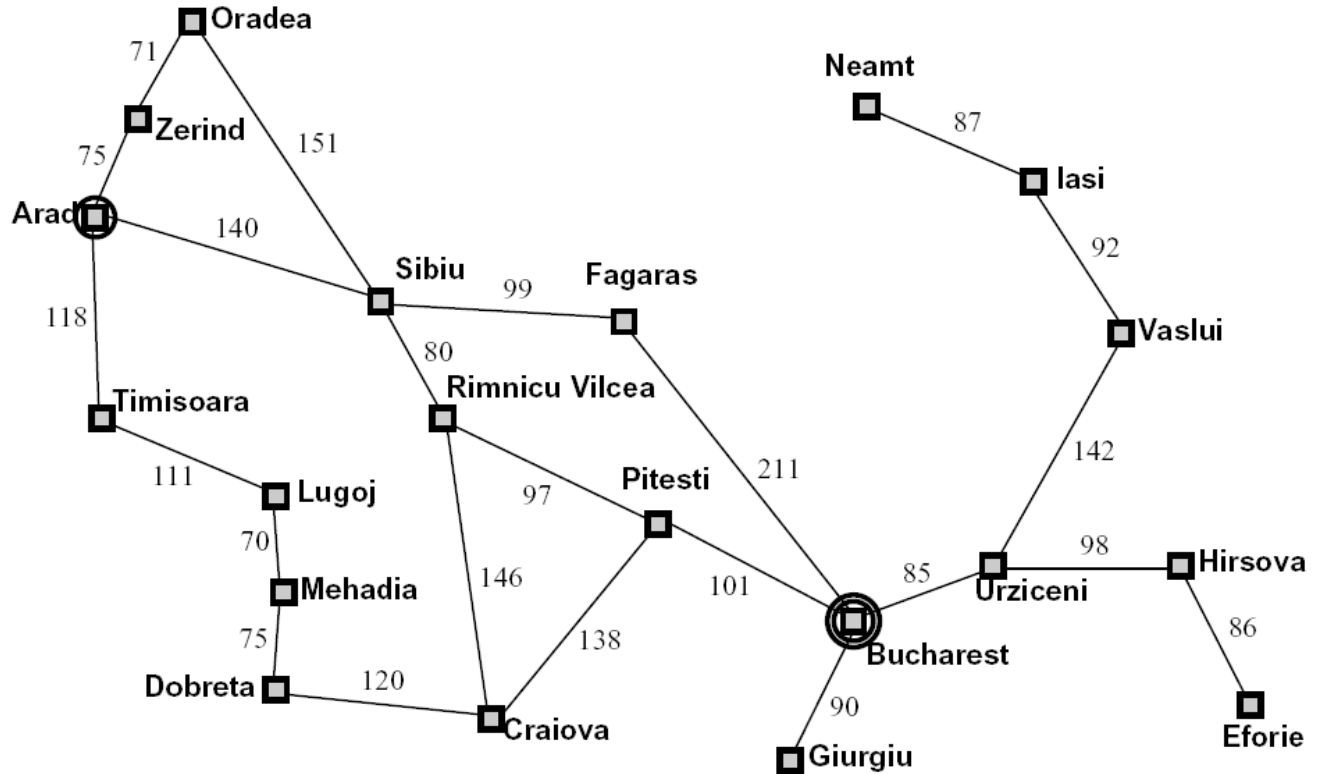 Oradea
71
Neamt
87
Zerind
151
75
Iasi
Arad
140
92
Sibiu
Fagaras
99
118
Vaslui
80
Rimnicu Vilcea
Timisoara
142
211
111
Lugoj
97
Pitesti
70
98
Hirsova
146
101
85
Mehadia
Urziceni
75
138
86
Bucharest
Dobreta
120
90
Craiova
Eforie
Giurgiu